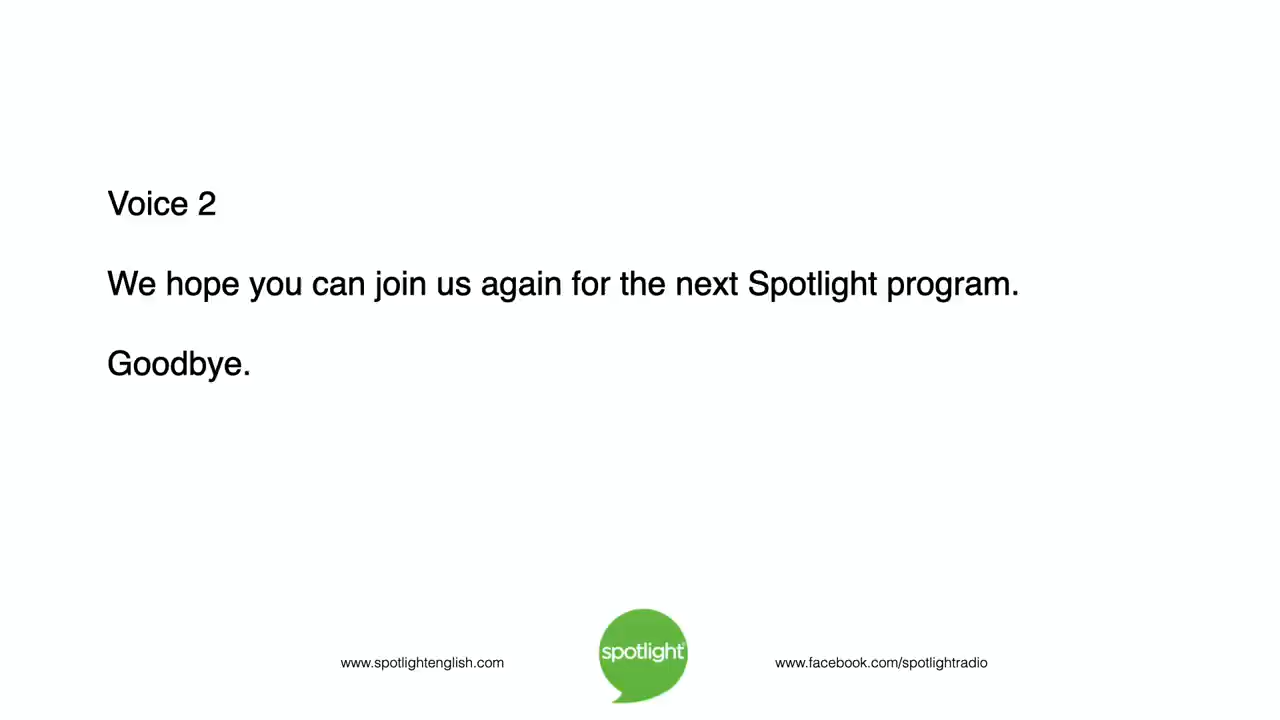 Voice 2
We hope you can join us again for the next Spotlight program.
Goodbye.
www.spotlightenglish.com
spotlight
www.facebook.com/spotlightradio